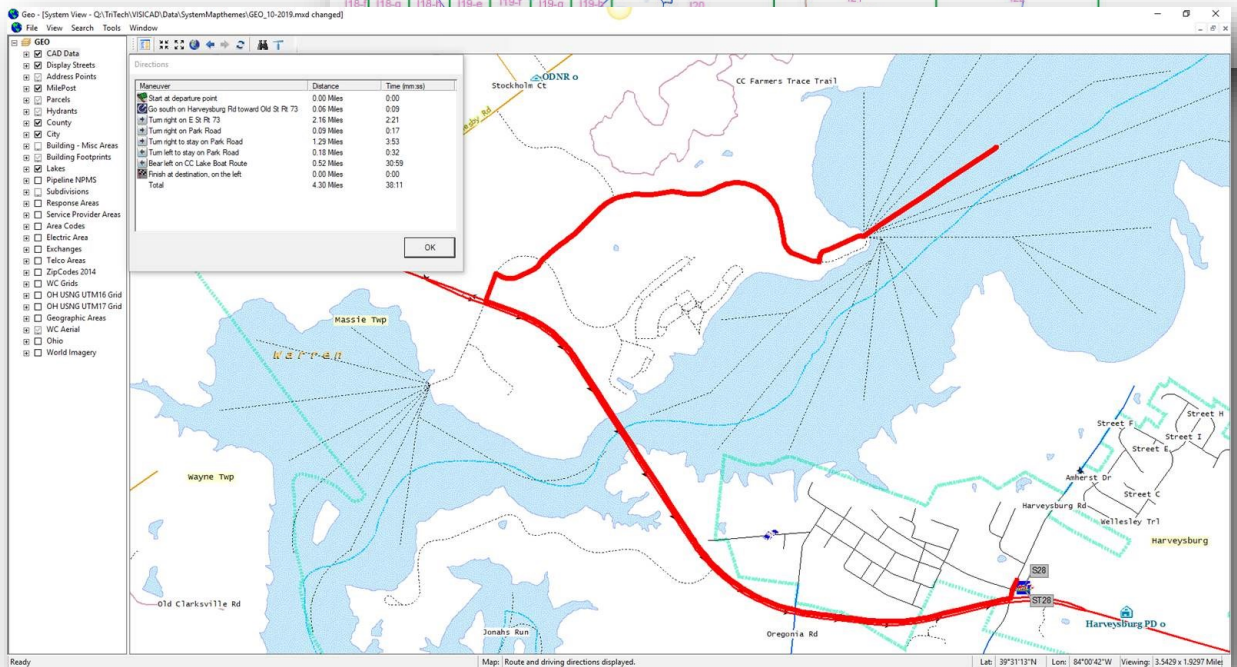 I18-f I18-g I18-h I19-e I19-f I19-g I19-h I20
Geo - [System View - Q:\TriTech\VISICAD\Data\SystemMapthemes\GEO_10-2019.mxd changed]
File View Search Tools Window
GEO
CAD Data
Display Streets
Address Points
MilePost
Parcels
Hydrants
County
City
Building - Misc Areas
Building Footprints
Lakes
Pipeline NPMS
Subdivisions
Response Areas
Service Provider Areas
Area Codes
Electric Area
Exchanges
Telco Areas
ZipCodes 2014
WC Grids
OH USNG UTM16 Grid
OH USNG UTM17 Grid
Geographic Areas
WC Aerial
Ohio
World Imagery
Directions
Maneuver Distance Time (mm:ss)
Start at departure point 0.00 Miles 0:00
Go south on Harveysburg Rd toward Old St Rt 73 0.06 Miles 0:09
Turn right on E St Rt 73 2.16 Miles 2:21
Turn right on Park Road 0.09 Miles 0:17
Turn right to stay on Park Road 1.29 Miles 3:53
Turn left to stay on Park Road 0.18 Miles 0:32
Bear left on CC Lake Boat Route 0.52 Miles 30:59
Finish at destination, on the left 0.00 Miles 0:00
Total 4.30 Miles 38:11
OK
ODNR o
Stockholm Ct
CC Farmers Trace Trail
Massie Twp
Warren
Wayne Twp
Street H
Street F
Street I
Street E
Amherst Dr
Street C
Harveysburg Rd
Wellesley Trl
Harveysburg
S28
ST28
Harveysburg PD o
Old Clarksville Rd
Jonahs Run
Oregonia Rd
Ready
Map: Route and driving directions displayed.
Lat: 39°31'13"N Lon: 84°00'42"W Viewing: 3.5429 x 1.9297 Miles